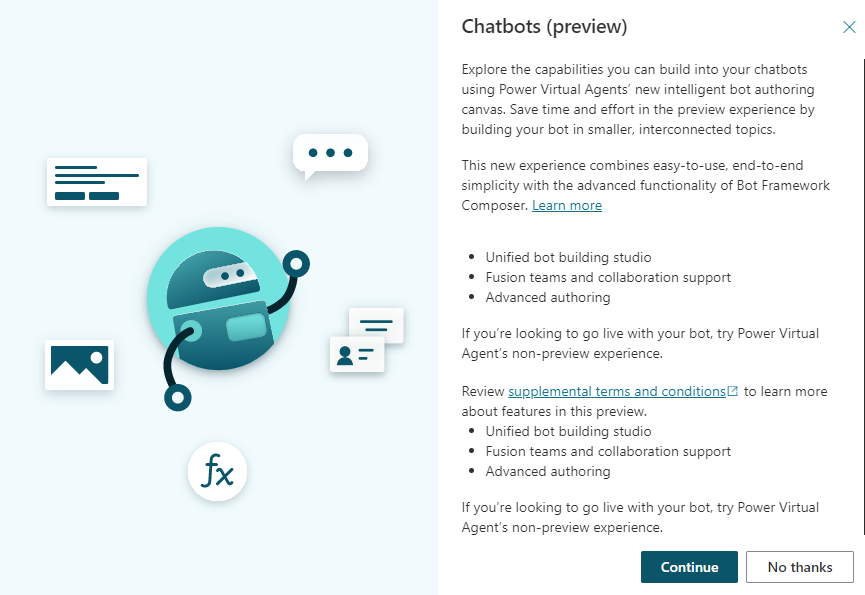 Chatbots (preview)
Explore the capabilities you can build into your chatbots
using Power Virtual Agents’ new intelligent bot authoring
canvas. Save time and effort in the preview experience by
building your bot in smaller, interconnected topics.
This new experience combines easy-to-use, end-to-end
simplicity with the advanced functionality of Bot Framework
Composer. Learn more
• Unified bot building studio
• Fusion teams and collaboration support
• Advanced authoring
If you’re looking to go live with your bot, try Power Virtual
Agent’s non-preview experience.
Review supplemental terms and conditions to learn more
about features in this preview.
• Unified bot building studio
• Fusion teams and collaboration support
• Advanced authoring
If you’re looking to go live with your bot, try Power Virtual
Agent’s non-preview experience.
fx
Continue
No thanks